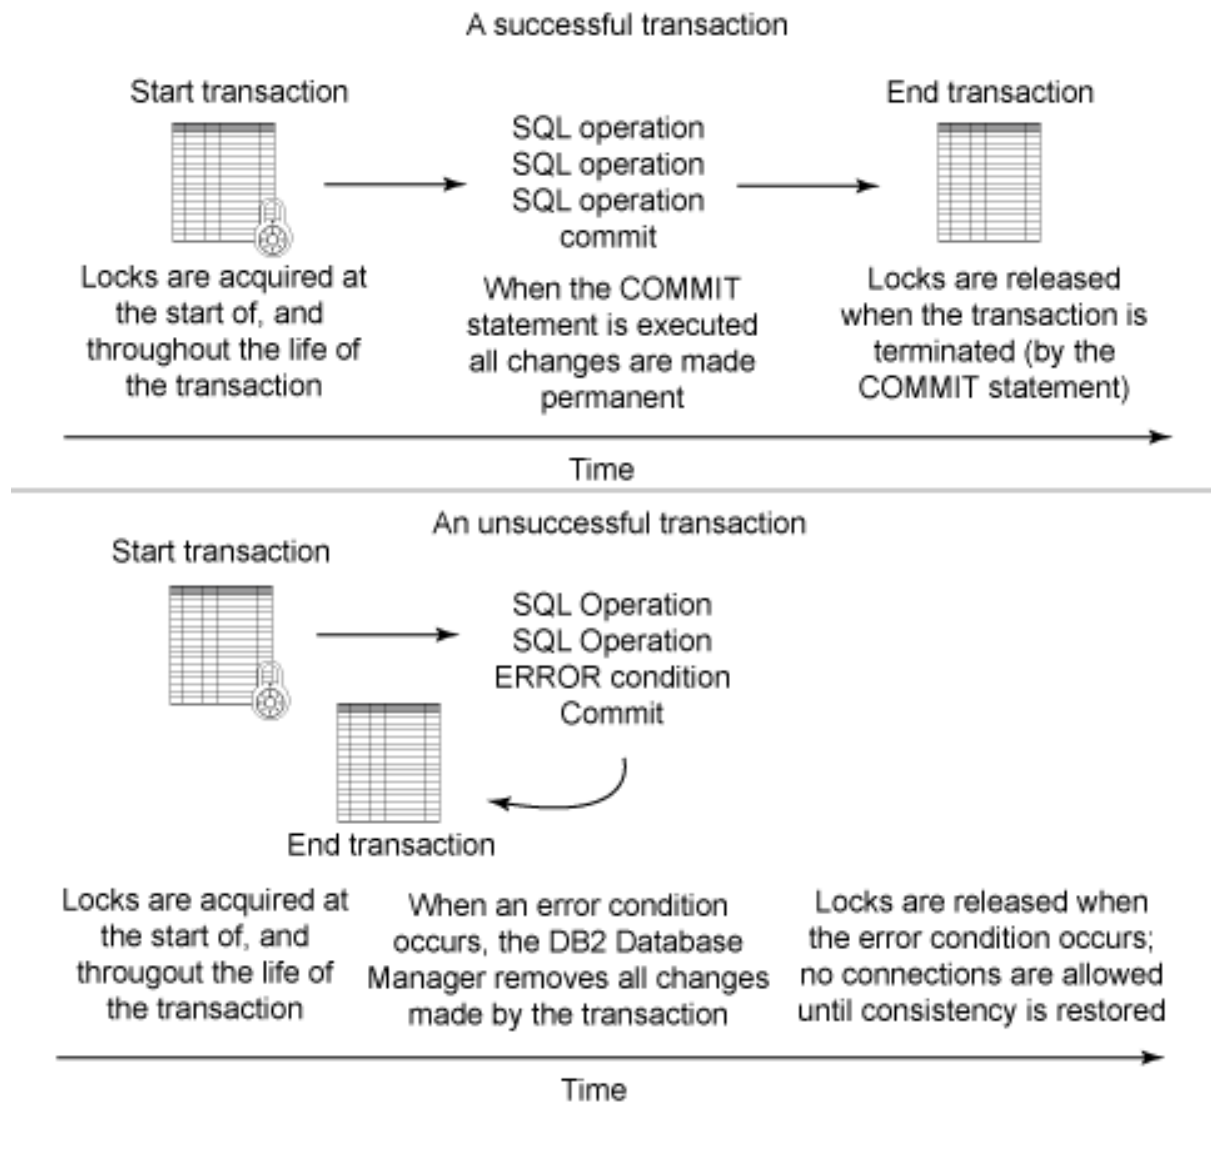 A successful transaction
Start transaction
Locks are acquired at
the start of, and
throughout the life of
the transaction
SQL operation
SQL operation
SQL operation
commit
When the COMMIT
statement is executed
all changes are made
permanent
End transaction
Locks are released
when the transaction is
terminated (by the
COMMIT statement)
Time
An unsuccessful transaction
Start transaction
SQL Operation
SQL Operation
ERROR condition
Commit
End transaction
Locks are acquired at
the start of, and
througout the life of
the transaction
When an error condition
occurs, the DB2 Database
Manager removes all changes
made by the transaction
Locks are released when
the error condition occurs;
no connections are allowed
until consistency is restored
Time